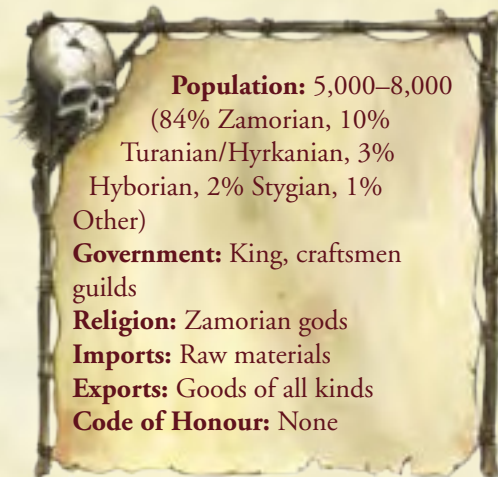 Population: 5,000–8,000
(84% Zamorian, 10%
Turanian/Hyrkanian, 3%
Hyborian, 2% Stygian, 1%
Other)
Government: King, craftsmen
guilds
Religion: Zamorian gods
Imports: Raw materials
Exports: Goods of all kinds
Code of Honour: None